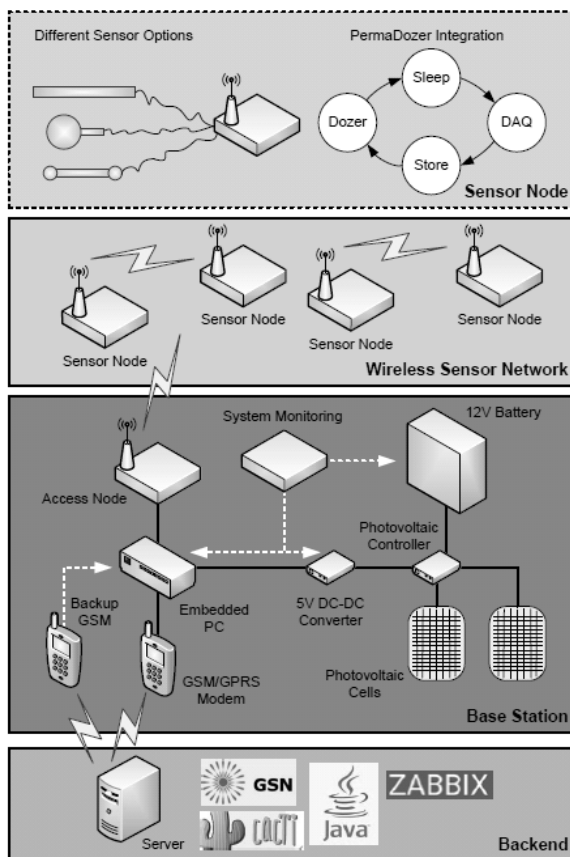 Different Sensor Options
PermaDozer Integration
Sleep
Dozer
DAQ
Store
Sensor Node
Sensor Node
Sensor Node
Sensor Node
Sensor Node
Wireless Sensor Network
System Monitoring
12V Battery
Access Node
Photovoltaic
Controller
Backup
GSM
Embedded
PC
5V DC-DC
Converter
GSM/GPRS
Modem
Photovoltaic
Cells
Base Station
GSN
cacti
Java
ZABBIX
Server
Backend